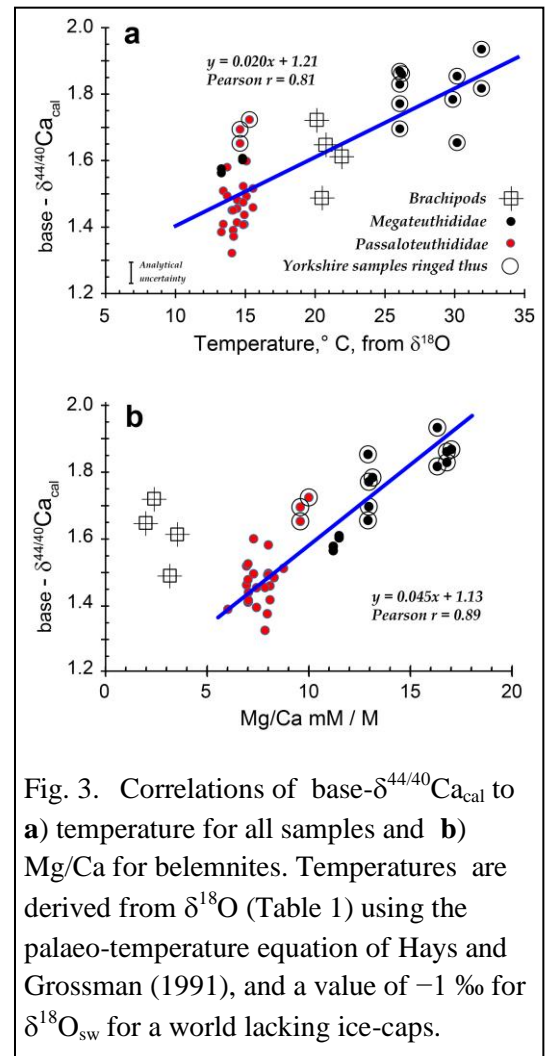 a
y = 0.020x + 1.21
Pearson r = 0.81
2.0
1.8
1.6
1.4
1.2
base - δ44/40Cacal
Brachipods
Megateuthididae
Passaloteuthididae
Yorkshire samples ringed thus
Analytical
uncertainty
5 10 15 20 25 30 35
Temperature,° C, from δ18O
b
2.0
1.8
1.6
1.4
1.2
base - δ44/40Cacal
y = 0.045x + 1.13
Pearson r = 0.89
0 5 10 15 20
Mg/Ca mM / M
Fig. 3. Correlations of base-δ44/40Cacal to
a) temperature for all samples and b)
Mg/Ca for belemnites. Temperatures are
derived from δ18O (Table 1) using the
palaeo-temperature equation of Hays and
Grossman (1991), and a value of −1 ‰ for
δ18Osw for a world lacking ice-caps.